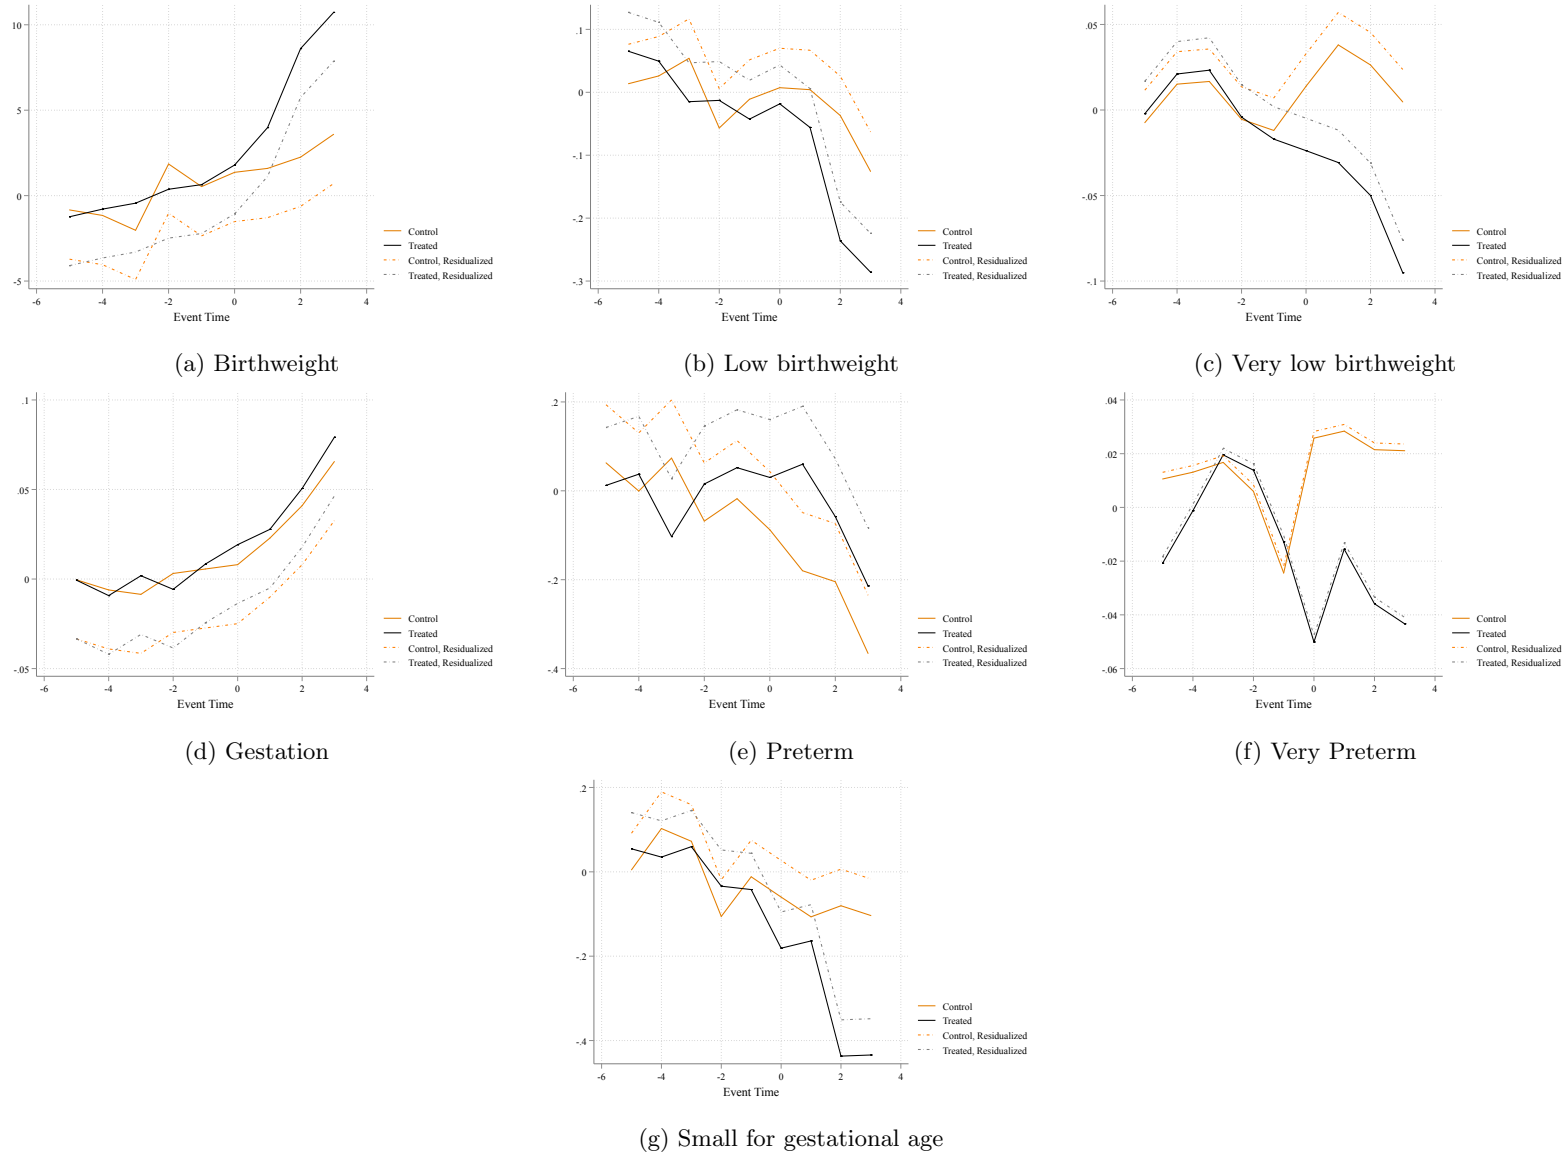 10
5
0
-5
-6
-4
-2
0
2
4
Event Time
Control
Treated
Control, Residualized
Treated, Residualized
(a) Birthweight
.1
0
-.1
-.2
-.3
-6
-4
-2
0
2
4
Event Time
Control
Treated
Control, Residualized
Treated, Residualized
(b) Low birthweight
.05
0
-.05
-.1
-6
-4
-2
0
2
4
Event Time
Control
Treated
Control, Residualized
Treated, Residualized
(c) Very low birthweight
.1
.05
0
-.05
-6
-4
-2
0
2
4
Event Time
Control
Treated
Control, Residualized
Treated, Residualized
(d) Gestation
.2
0
-.2
-.4
-6
-4
-2
0
2
4
Event Time
Control
Treated
Control, Residualized
Treated, Residualized
(e) Preterm
.04
.02
0
-.02
-.04
-.06
-6
-4
-2
0
2
4
Event Time
Control
Treated
Control, Residualized
Treated, Residualized
(f) Very Preterm
.2
0
-.2
-.4
-6
-4
-2
0
2
4
Event Time
Control
Treated
Control, Residualized
Treated, Residualized
(g) Small for gestational age